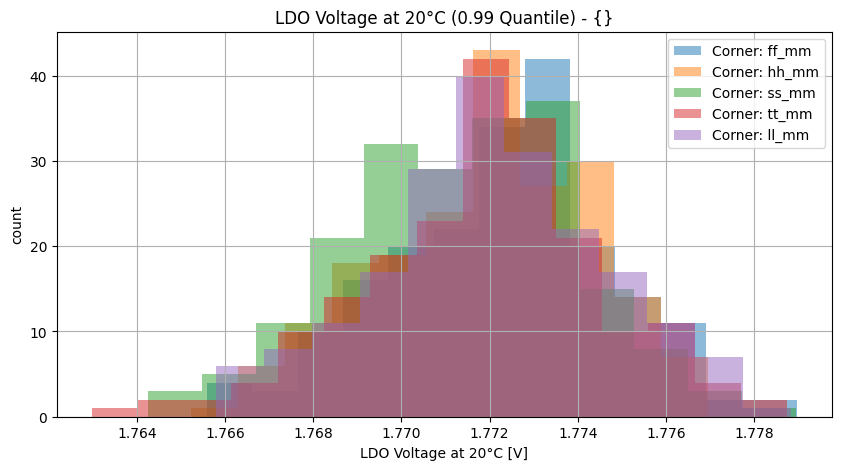 LDO Voltage at 20°C (0.99 Quantile) - {}
Corner: ff_mm
Corner: hh_mm
Corner: ss_mm
Corner: tt_mm
Corner: ll_mm
count
40
30
20
10
0
1.764 1.766 1.768 1.770 1.772 1.774 1.776 1.778
LDO Voltage at 20°C [V]